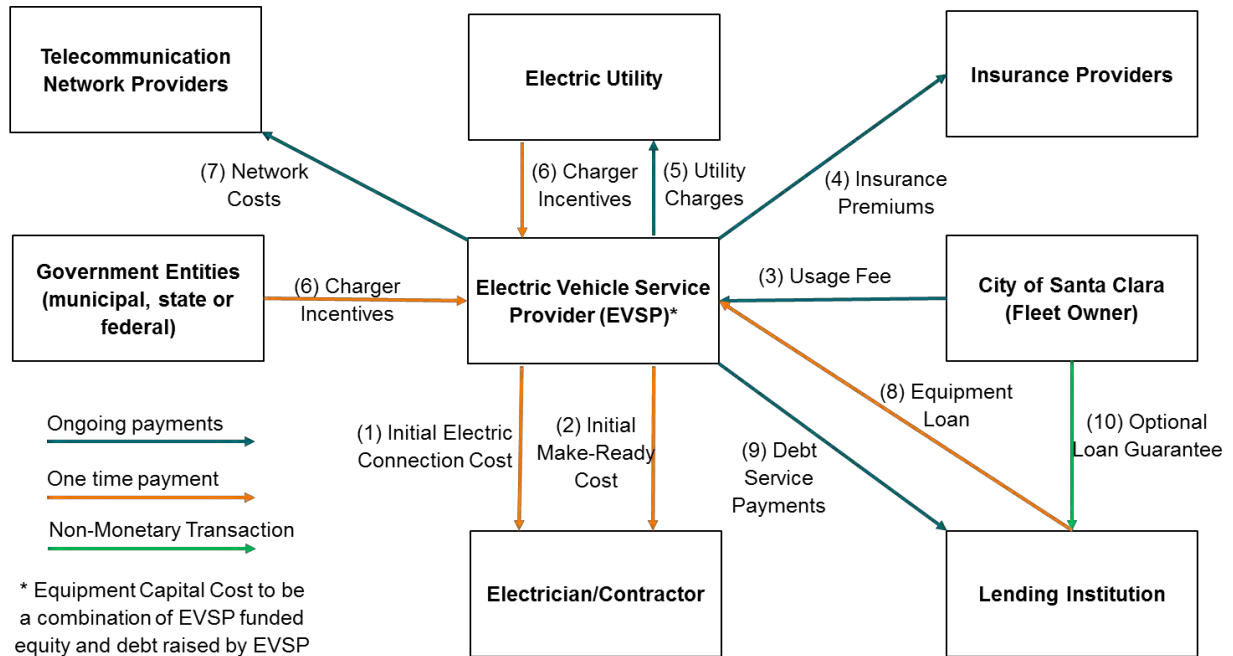 Telecommunication
Network Providers
Electric Utility
Insurance Providers
(7) Network
Costs
(6) Charger
Incentives
(5) Utility
Charges
(4) Insurance
Premiums
Government Entities
(municipal, state or
federal)
(6) Charger
Incentives
Electric Vehicle Service
Provider (EVSP)*
(3) Usage Fee
City of Santa Clara
(Fleet Owner)
Ongoing payments
One time payment
Non-Monetary Transaction
(1) Initial Electric
Connection Cost
(2) Initial
Make-Ready
Cost
(9) Debt
Service
Payments
(8) Equipment
Loan
(10) Optional
Loan Guarantee
* Equipment Capital Cost to be
a combination of EVSP funded
equity and debt raised by EVSP
Electrician/Contractor
Lending Institution